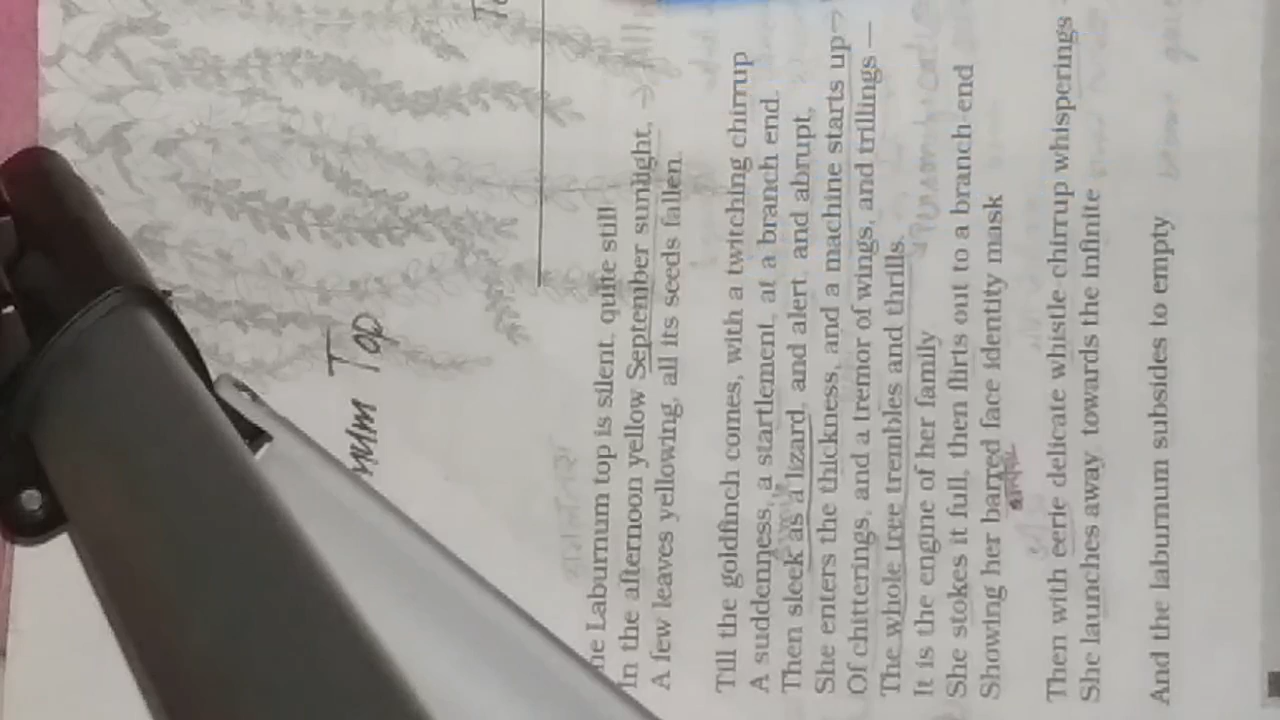 num Top
he Laburnum top is silent, quite still
In the afternoon yellow September sunlight,
A few leaves yellowing, all its seeds fallen.
Till the goldfinch comes, with a twitching chirrup
A suddenness, a startlement, at a branch end.
Then sleek as a lizard, and alert, and abrupt,
She enters the thickness, and a machine starts up
Of chitterings, and a tremor of wings, and trillings —
The whole tree trembles and thrills.
It is the engine of her family
She stokes it full, then flirts out to a branch-end
Showing her barred face identity mask
Then with eerie delicate whistle-chirrup whisperings
She launches away, towards the infinite
And the laburnum subsides to empty